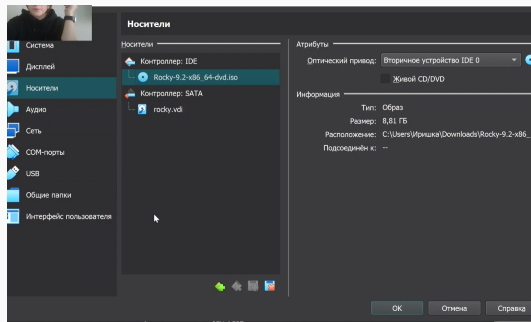 Носители
Система
Дисплей
Носители
Аудио
Сеть
COM-порты
USB
Общие папки
Интерфейс пользователя
Носители
Контроллер: IDE
Rocky-9.2-x86_64-dvd.iso
Контроллер: SATA
rocky.vdi
Атрибуты
Оптический привод: Вторичное устройство IDE 0
Живой CD/DVD
Информация
Тип: Образ
Размер: 8,81 ГБ
Расположение: C:\Users\Иришка\Downloads\Rocky-9.2-x86_
Подсоединён к: --
OK Отмена Справка